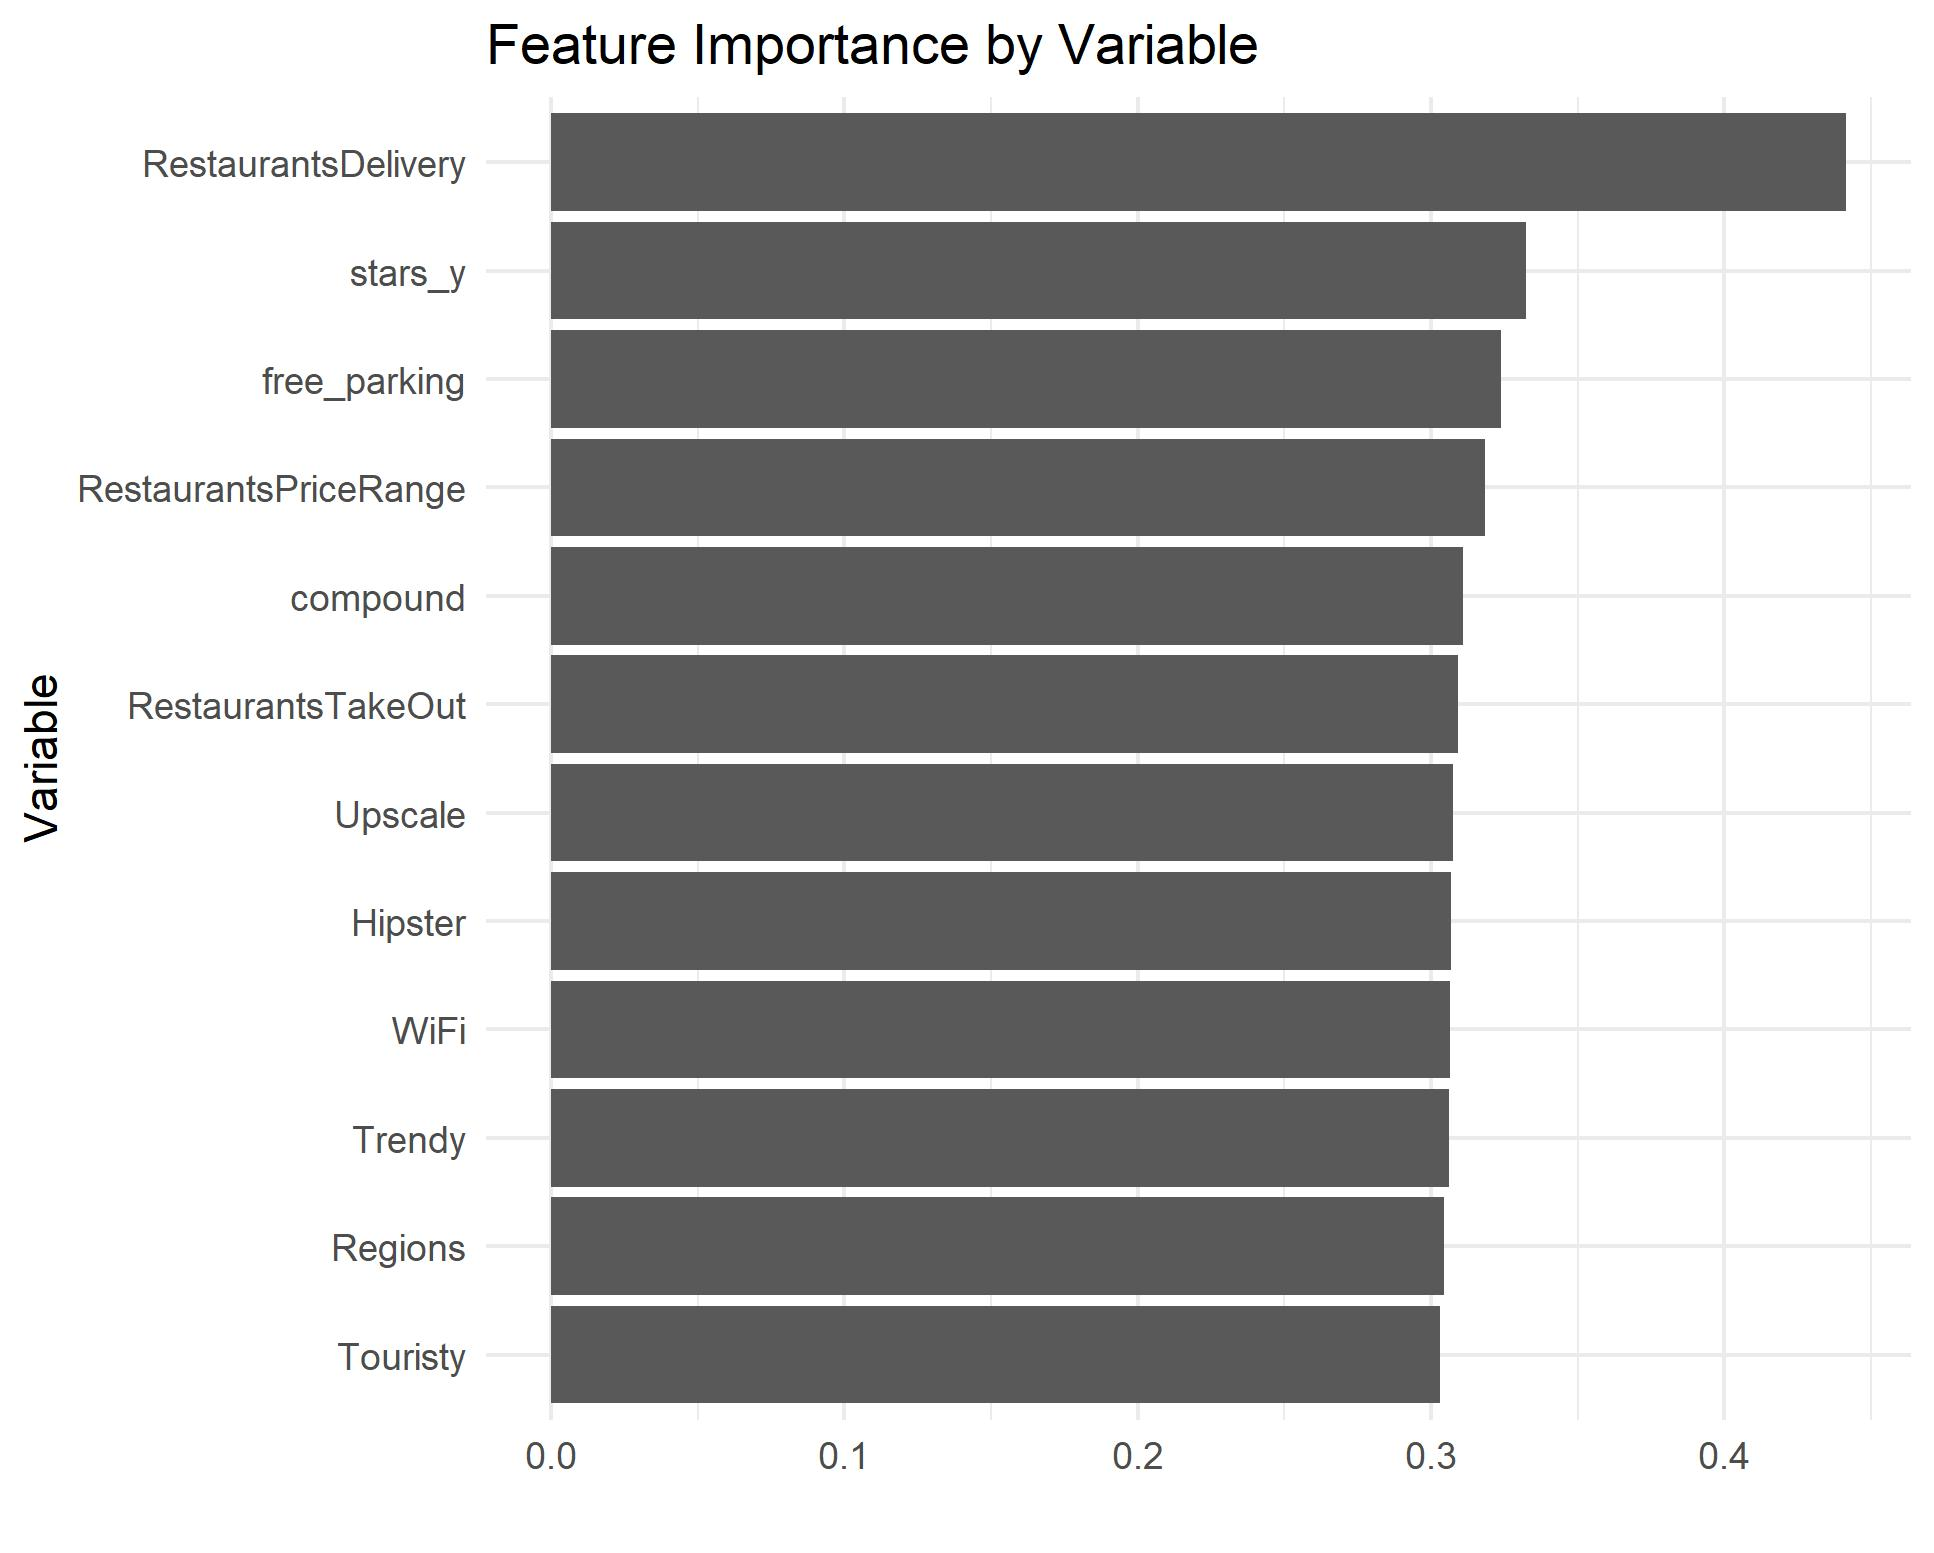 Feature Importance by Variable
Variable
RestaurantsDelivery
stars_y
free_parking
RestaurantsPriceRange
compound
RestaurantsTakeOut
Upscale
Hipster
WiFi
Trendy
Regions
Touristy
0.0 0.1 0.2 0.3 0.4